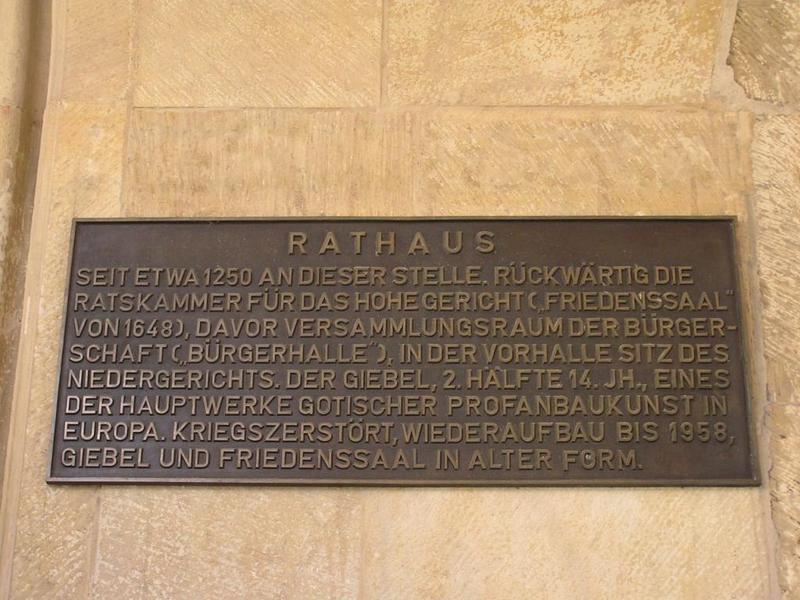 RATHAUS
SEIT ETWA 1250 AN DIESER STELLE. RÜCKWÄRTIG DIE
RATSKAMMER FÜR DAS HOHE GERICHT („FRIEDENSSAAL“
VON 1648), DAVOR VERSAMMLUNGSRAUM DER BÜRGER-
SCHAFT („BÜRGERHALLE“), IN DER VORHALLE SITZ DES
NIEDERGERICHTS. DER GIEBEL, 2. HÄLFTE 14. JH., EINES
DER HAUPTWERKE GOTISCHER PROFANBAUKUNST IN
EUROPA. KRIEGSZERSTÖRT, WIEDERAUFBAU BIS 1958,
GIEBEL UND FRIEDENSSAAL IN ALTER FORM.